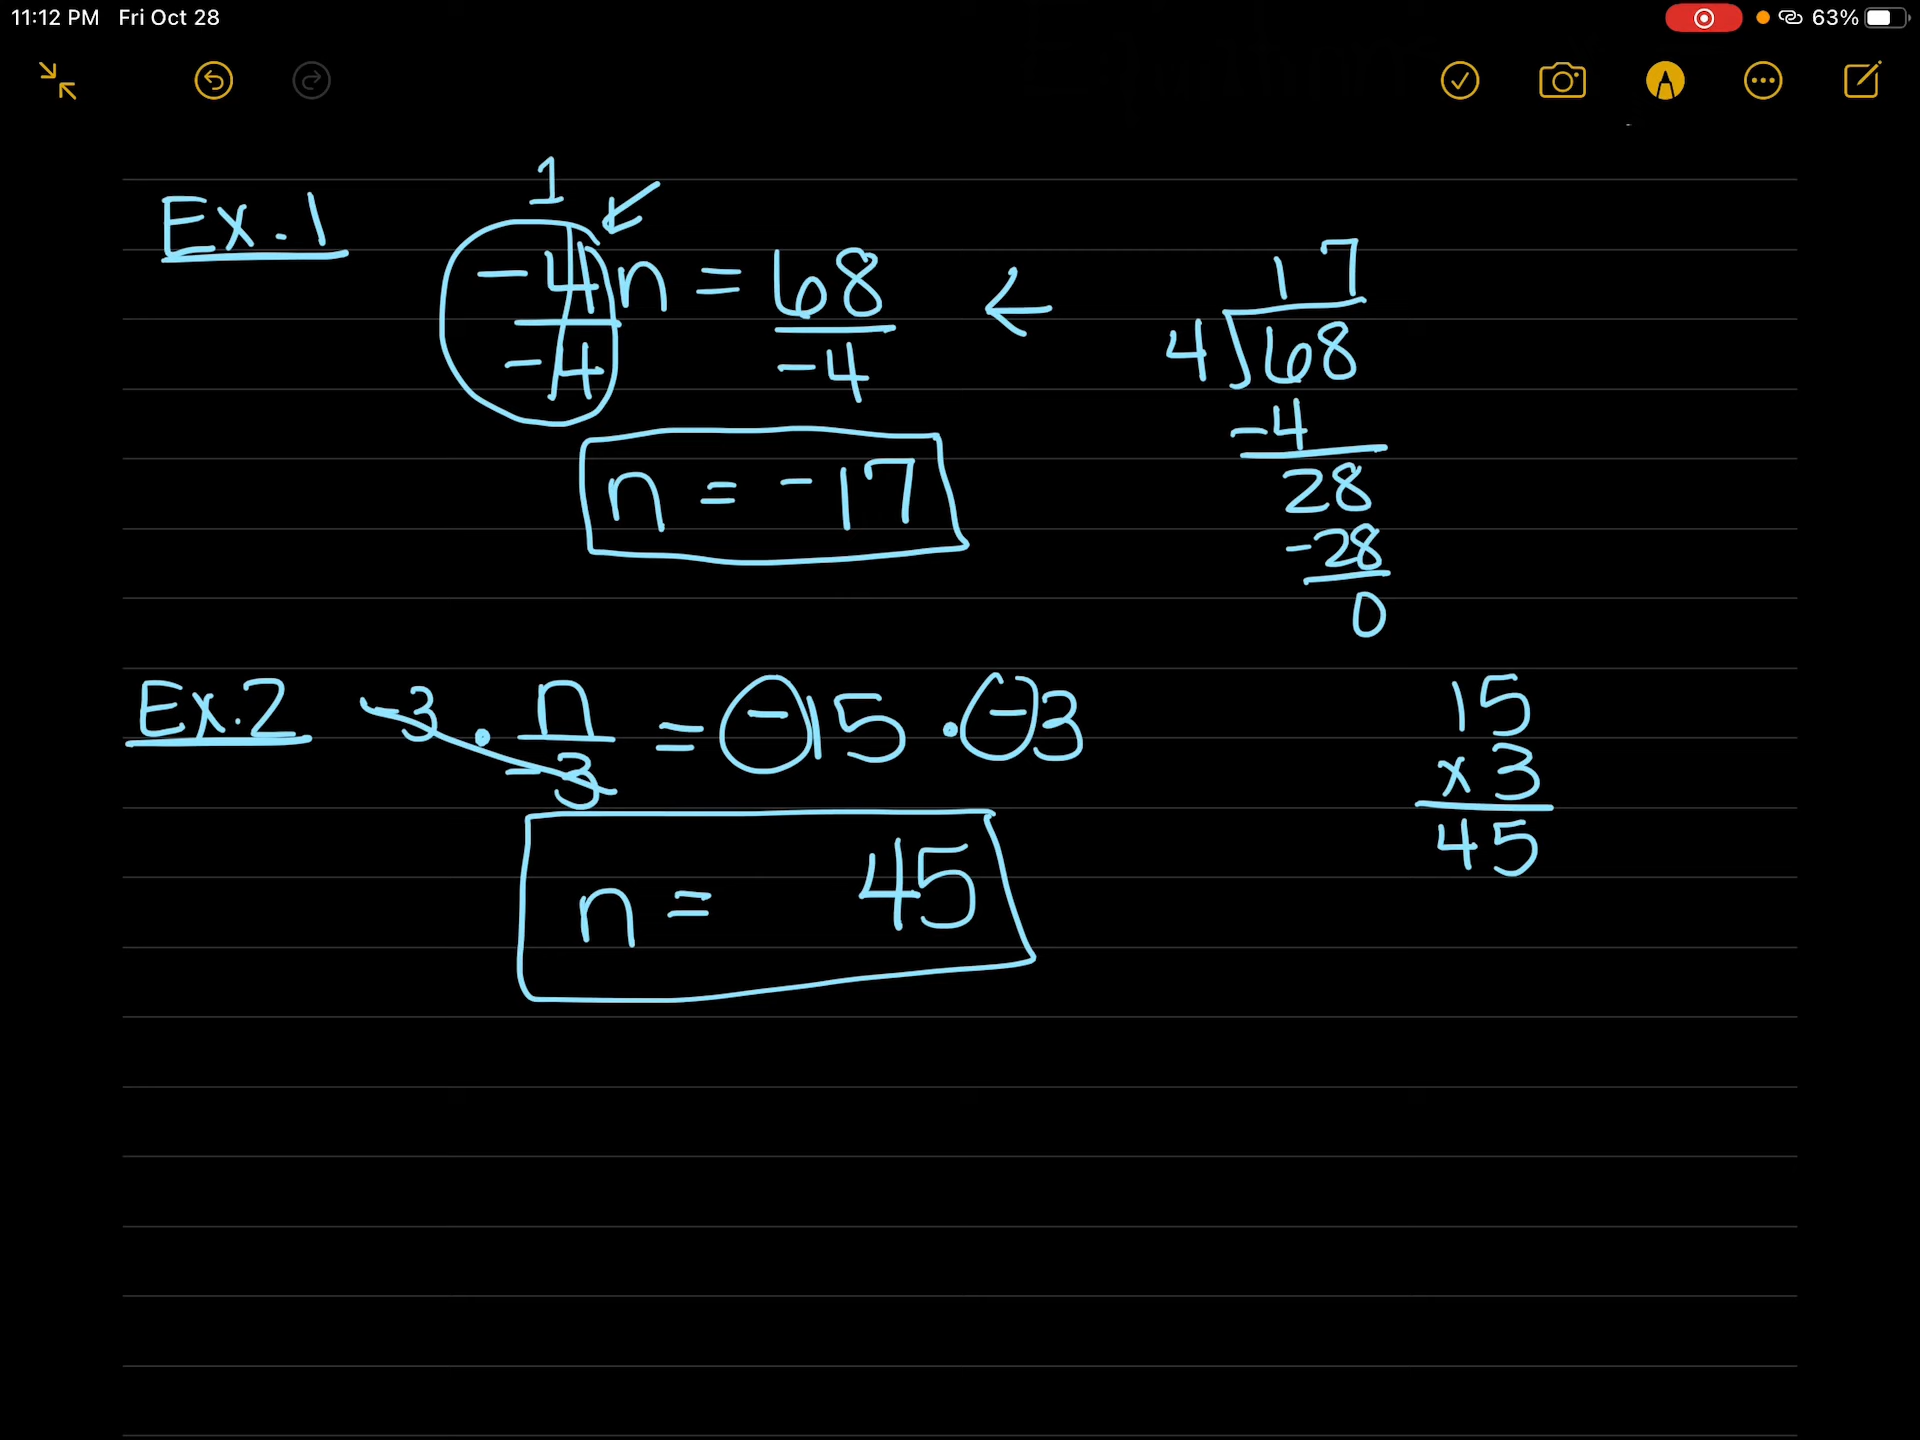 11:12 PM Fri Oct 28
63%
Ex.1
1
-4n = 68
-4 -4
n = -17
17
4)68
-4
28
-28
0
Ex.2 -3 · n = -15 · -3
-3
n = 45
15
x 3
45